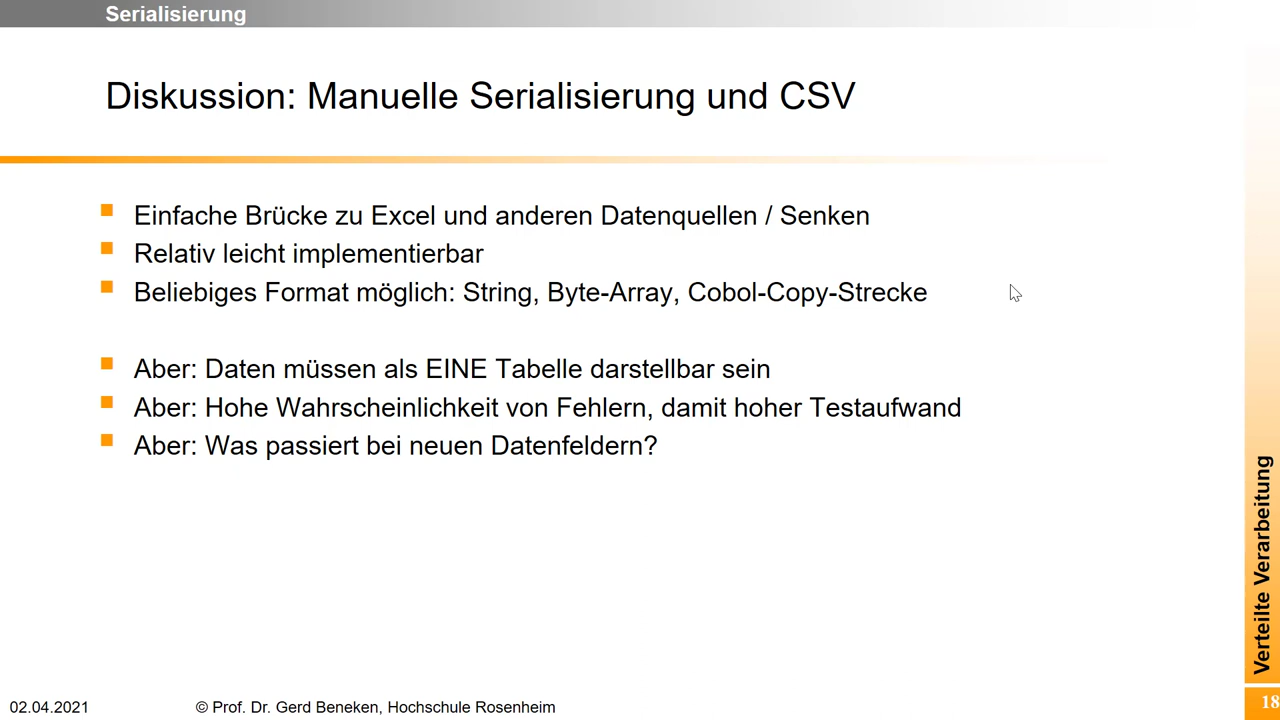 Serialisierung
Diskussion: Manuelle Serialisierung und CSV
Einfache Brücke zu Excel und anderen Datenquellen / Senken
Relativ leicht implementierbar
Beliebiges Format möglich: String, Byte-Array, Cobol-Copy-Strecke
Aber: Daten müssen als EINE Tabelle darstellbar sein
Aber: Hohe Wahrscheinlichkeit von Fehlern, damit hoher Testaufwand
Aber: Was passiert bei neuen Datenfeldern?
Verteilte Verarbeitung
02.04.2021
© Prof. Dr. Gerd Beneken, Hochschule Rosenheim
18